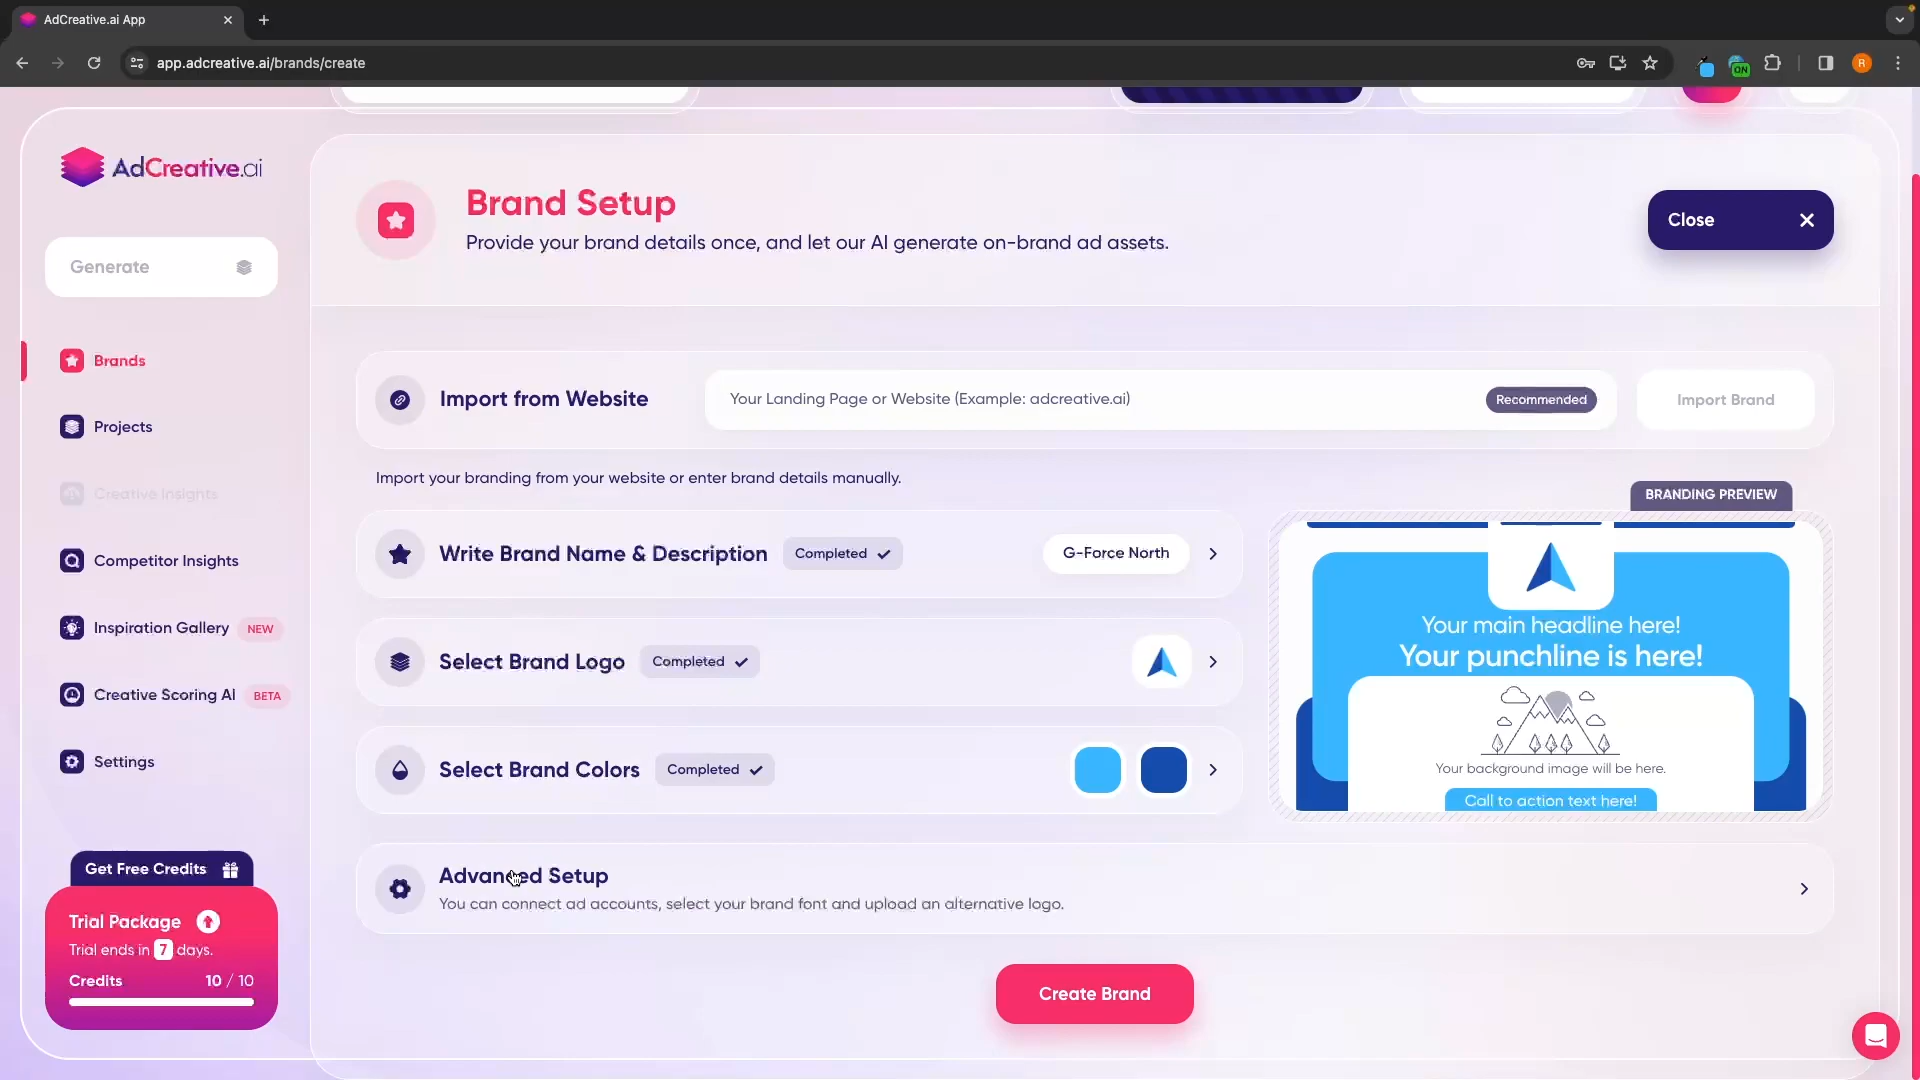 AdCreative.ai App
app.adcreative.ai/brands/create
ON
R
AdCreative.ai
Generate
Brands
Projects
Creative Insights
Competitor Insights
Inspiration Gallery NEW
Creative Scoring AI BETA
Settings
Get Free Credits
Trial Package
Trial ends in 7 days.
Credits 10 / 10
Brand Setup
Provide your brand details once, and let our AI generate on-brand ad assets.
Close
Import from Website
Your Landing Page or Website (Example: adcreative.ai)
Recommended
Import Brand
Import your branding from your website or enter brand details manually.
Write Brand Name & Description Completed G-Force North
Select Brand Logo Completed
Select Brand Colors Completed
BRANDING PREVIEW
Your main headline here!
Your punchline is here!
Your background image will be here.
Call to action text here!
Advanced Setup
You can connect ad accounts, select your brand font and upload an alternative logo.
Create Brand